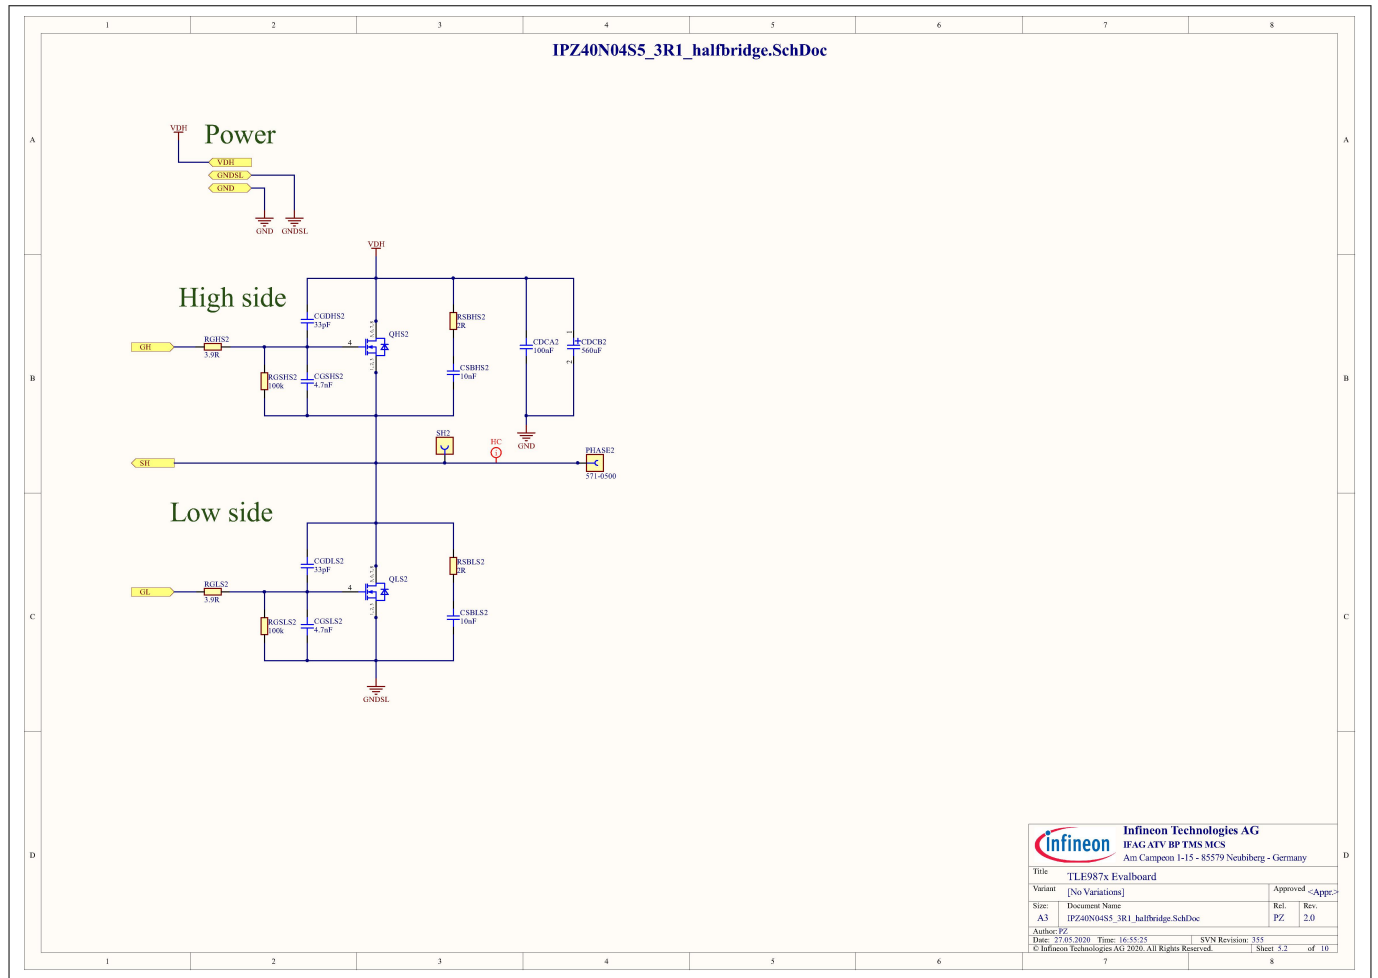 1 2 3 4 5 6 7 8
IPZ40N04S5_3R1_halfbridge.SchDoc
A A
VDH
Power
VDH
GNDSL
GND
GND GNDSL
VDH
High side
CGDHS2
33pF
RSBHS2
2R
RGHS2
3.9R
GH
4
QHS2
CDCA2
100nF
1
+
CDCB2
560uF
2
B B
RGSHS2
100k
CGSHS2
4.7nF
CSBHS2
10nF
GND
SH2
HC
i
PHASE2
571-0500
SH
Low side
CGDLS2
33pF
RSBLS2
2R
RGLS2
3.9R
GL
4
QLS2
C C
RGSLS2
100k
CGSLS2
4.7nF
CSBLS2
10nF
GNDSL
D D
infineon
Infineon Technologies AG
IFAG ATV BP TMS MCS
Am Campeon 1-15 - 85579 Neubiberg - Germany
Title
TLE987x Evalboard
Variant [No Variations] Approved <Appr.>
Size: Document Name Rel. Rev.
A3 IPZ40N04S5_3R1_halfbridge.SchDoc PZ 2.0
Author: PZ
Date: 27.05.2020 Time: 16:55:25 SVN Revision: 355
© Infineon Technologies AG 2020. All Rights Reserved. Sheet 5.2 of 10
1 2 3 4 5 6 7 8